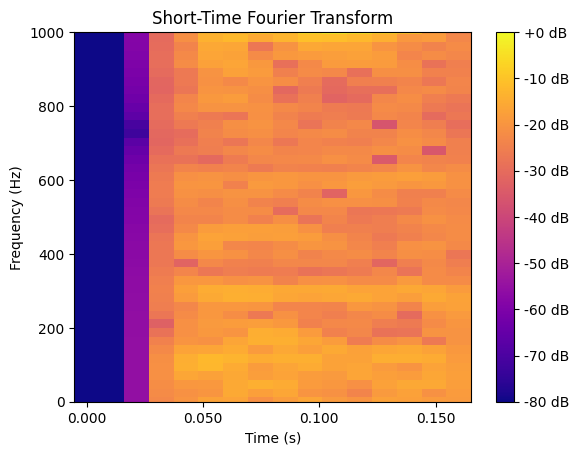 Short-Time Fourier Transform
1000
800
600
400
200
0
Frequency (Hz)
0.000
0.050
0.100
0.150
Time (s)
+0 dB
-10 dB
-20 dB
-30 dB
-40 dB
-50 dB
-60 dB
-70 dB
-80 dB